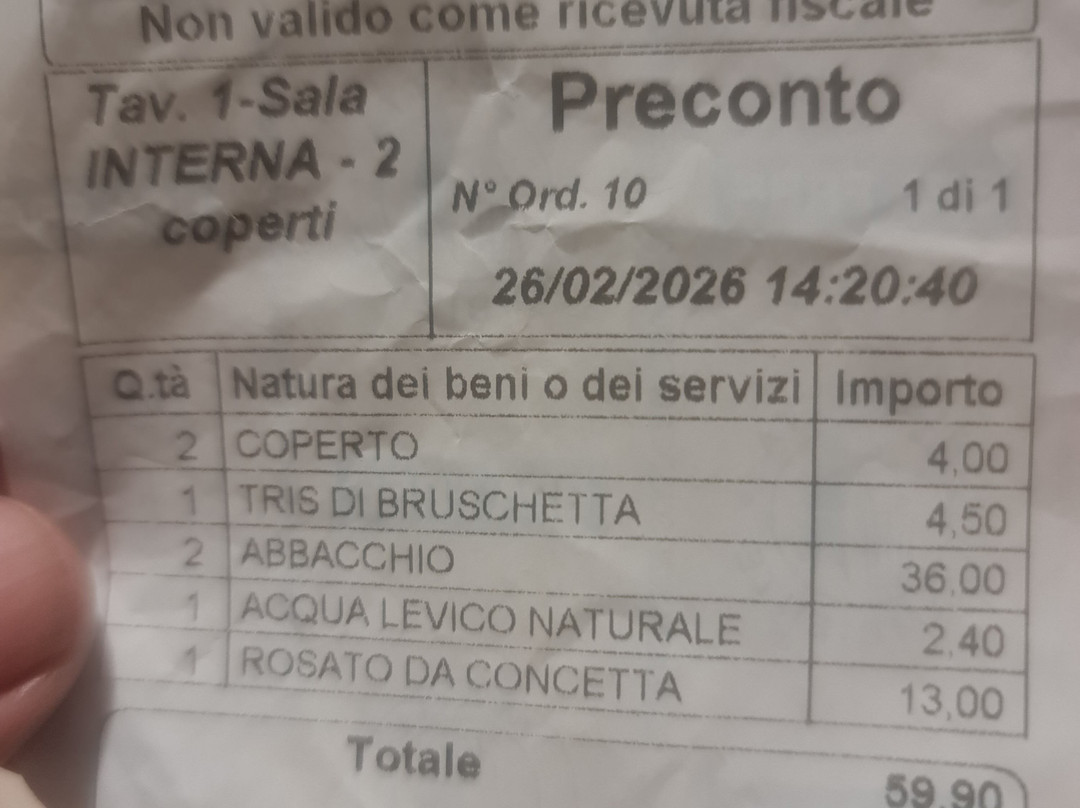 Non valido come ricevuta fiscale
Tav. 1-Sala
INTERNA - 2
coperti
Preconto
N° Ord. 10 1 di 1
26/02/2026 14:20:40
Q.tà Natura dei beni o dei servizi Importo
2 COPERTO 4,00
1 TRIS DI BRUSCHETTA 4,50
2 ABBACCHIO 36,00
1 ACQUA LEVICO NATURALE 2,40
1 ROSATO DA CONCETTA 13,00
Totale 59,90